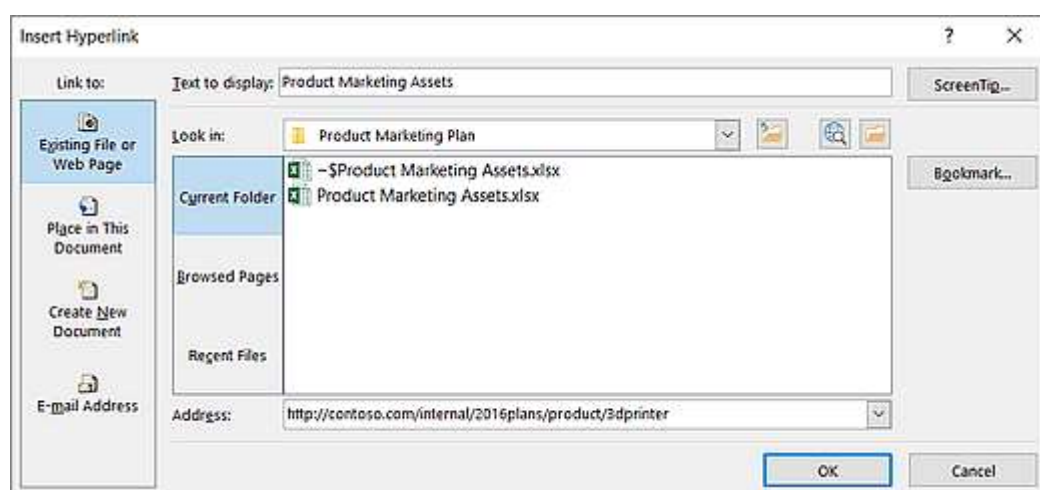 Insert Hyperlink
?
Link to:
Text to display: Product Marketing Assets
ScreenTip...
Existing File or
Web Page
Look in: Product Marketing Plan
Bookmark...
Current Folder
~$Product Marketing Assets.xlsx
Product Marketing Assets.xlsx
Place in This
Document
Browsed Pages
Create New
Document
Recent Files
E-mail Address
Address: http://contoso.com/internal/2016plans/product/3dprinter
OK
Cancel